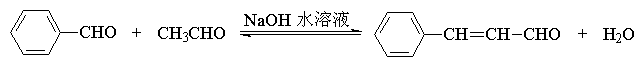 CHO + CH3CHO NaOH 水溶液 CH=CH-CHO + H2O